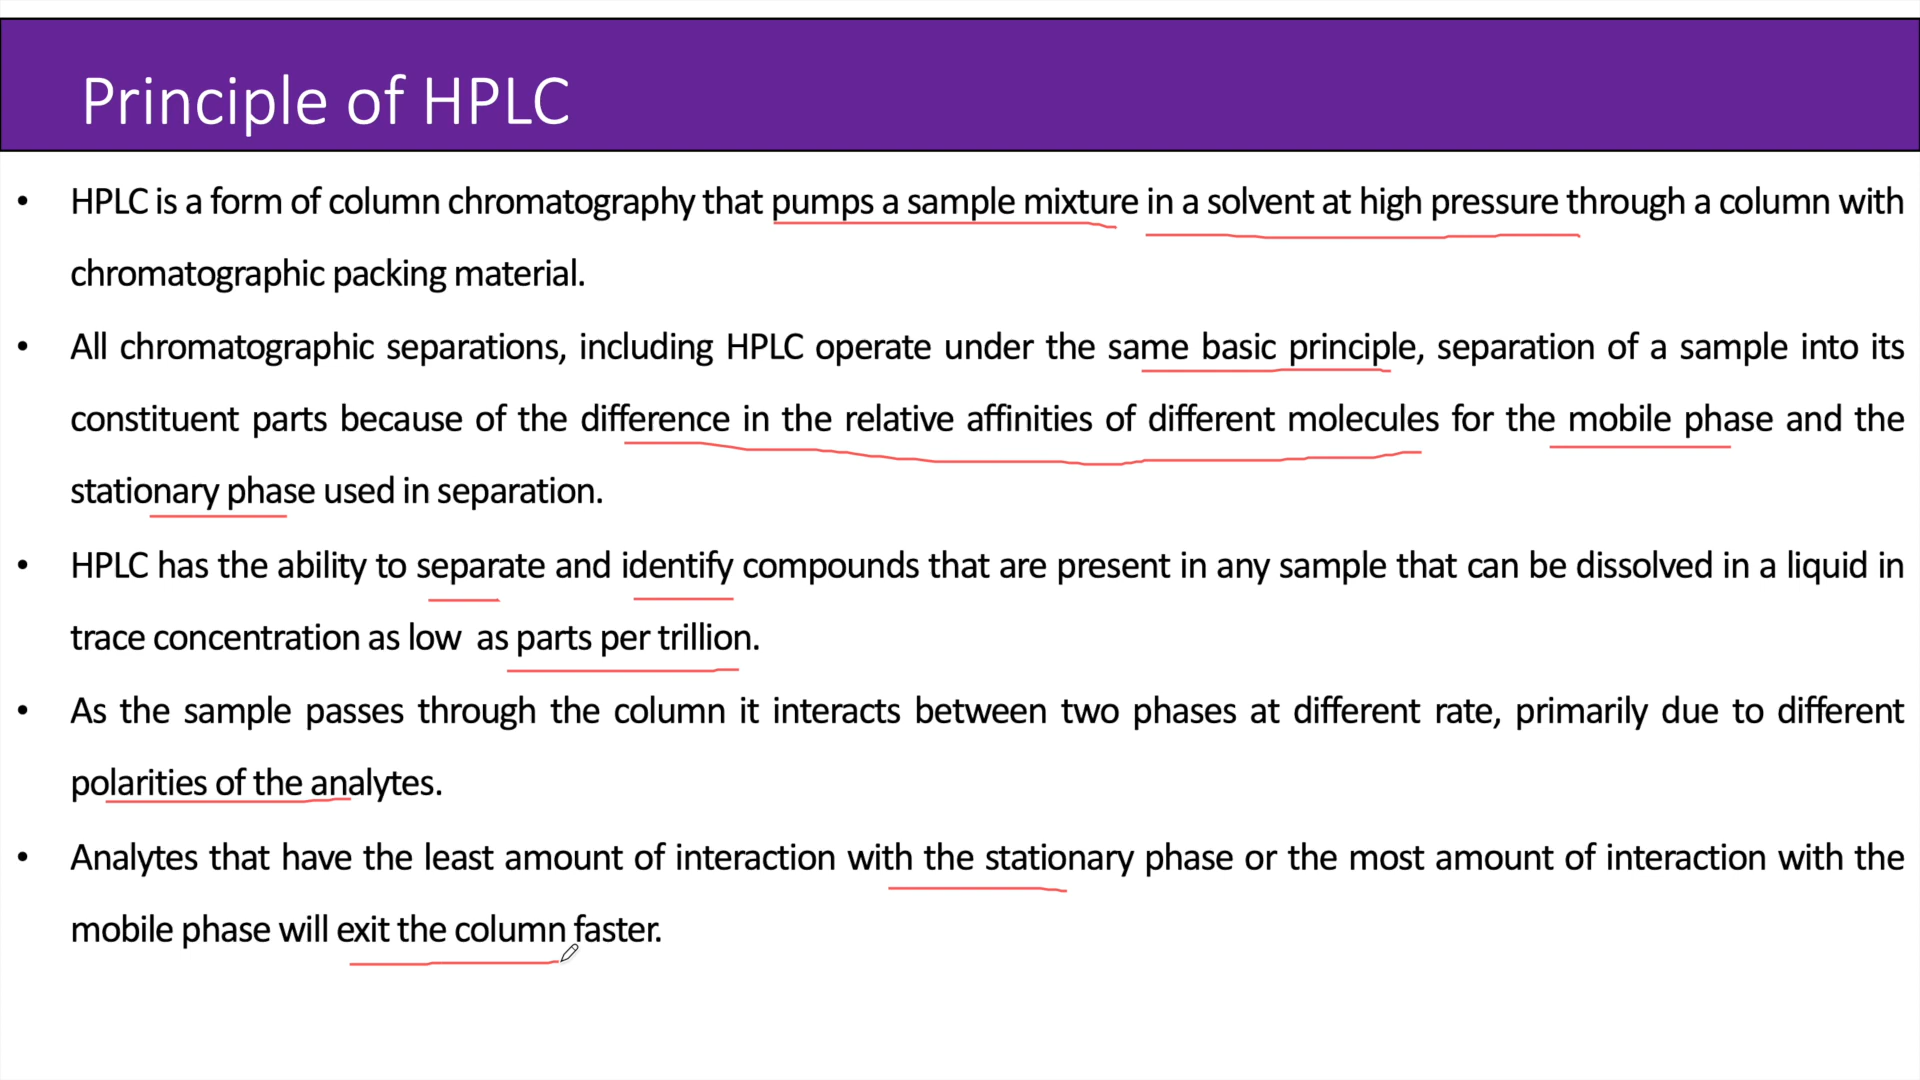 Principle of HPLC
• HPLC is a form of column chromatography that pumps a sample mixture in a solvent at high pressure through a column with
chromatographic packing material.
• All chromatographic separations, including HPLC operate under the same basic principle, separation of a sample into its
constituent parts because of the difference in the relative affinities of different molecules for the mobile phase and the
stationary phase used in separation.
• HPLC has the ability to separate and identify compounds that are present in any sample that can be dissolved in a liquid in
trace concentration as low as parts per trillion.
• As the sample passes through the column it interacts between two phases at different rate, primarily due to different
polarities of the analytes.
• Analytes that have the least amount of interaction with the stationary phase or the most amount of interaction with the
mobile phase will exit the column faster.